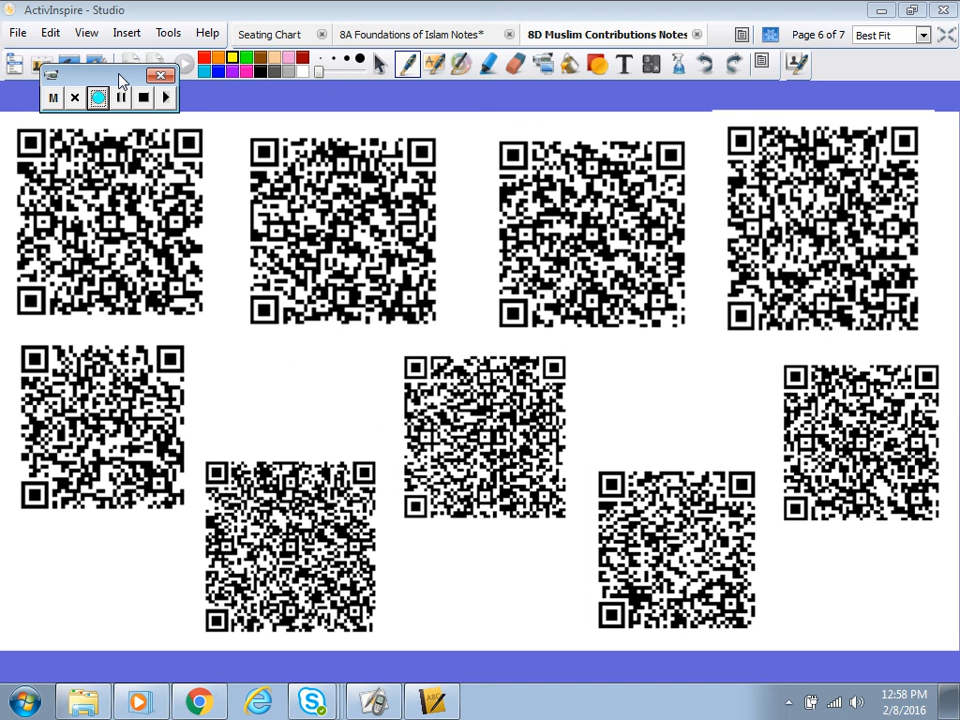 ActivInspire - Studio
File Edit View Insert Tools Help
Seating Chart
8A Foundations of Islam Notes*
8D Muslim Contributions Notes
Page 6 of 7
Best Fit
M
T
ABC
12:58 PM
2/8/2016